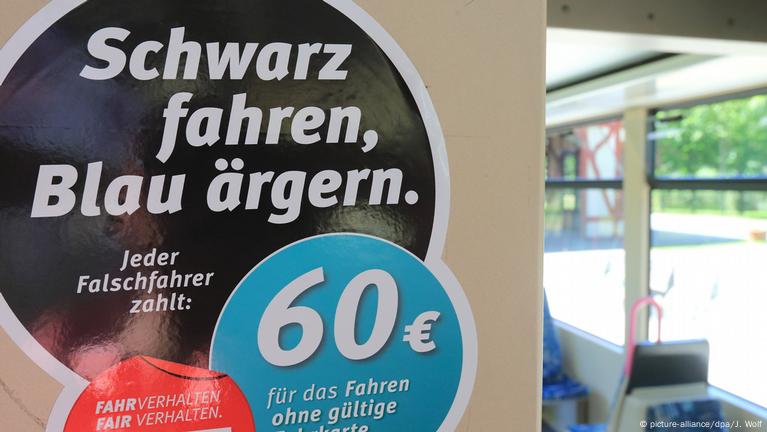 Schwarz
fahren,
Blau ärgern.
Jeder
Falschfahrer
zahlt:
60 €
für das Fahren
ohne gültige
Fahrkarte
FAHRVERHALTEN.
FAIR VERHALTEN.
© picture-alliance/dpa/J. Wolf